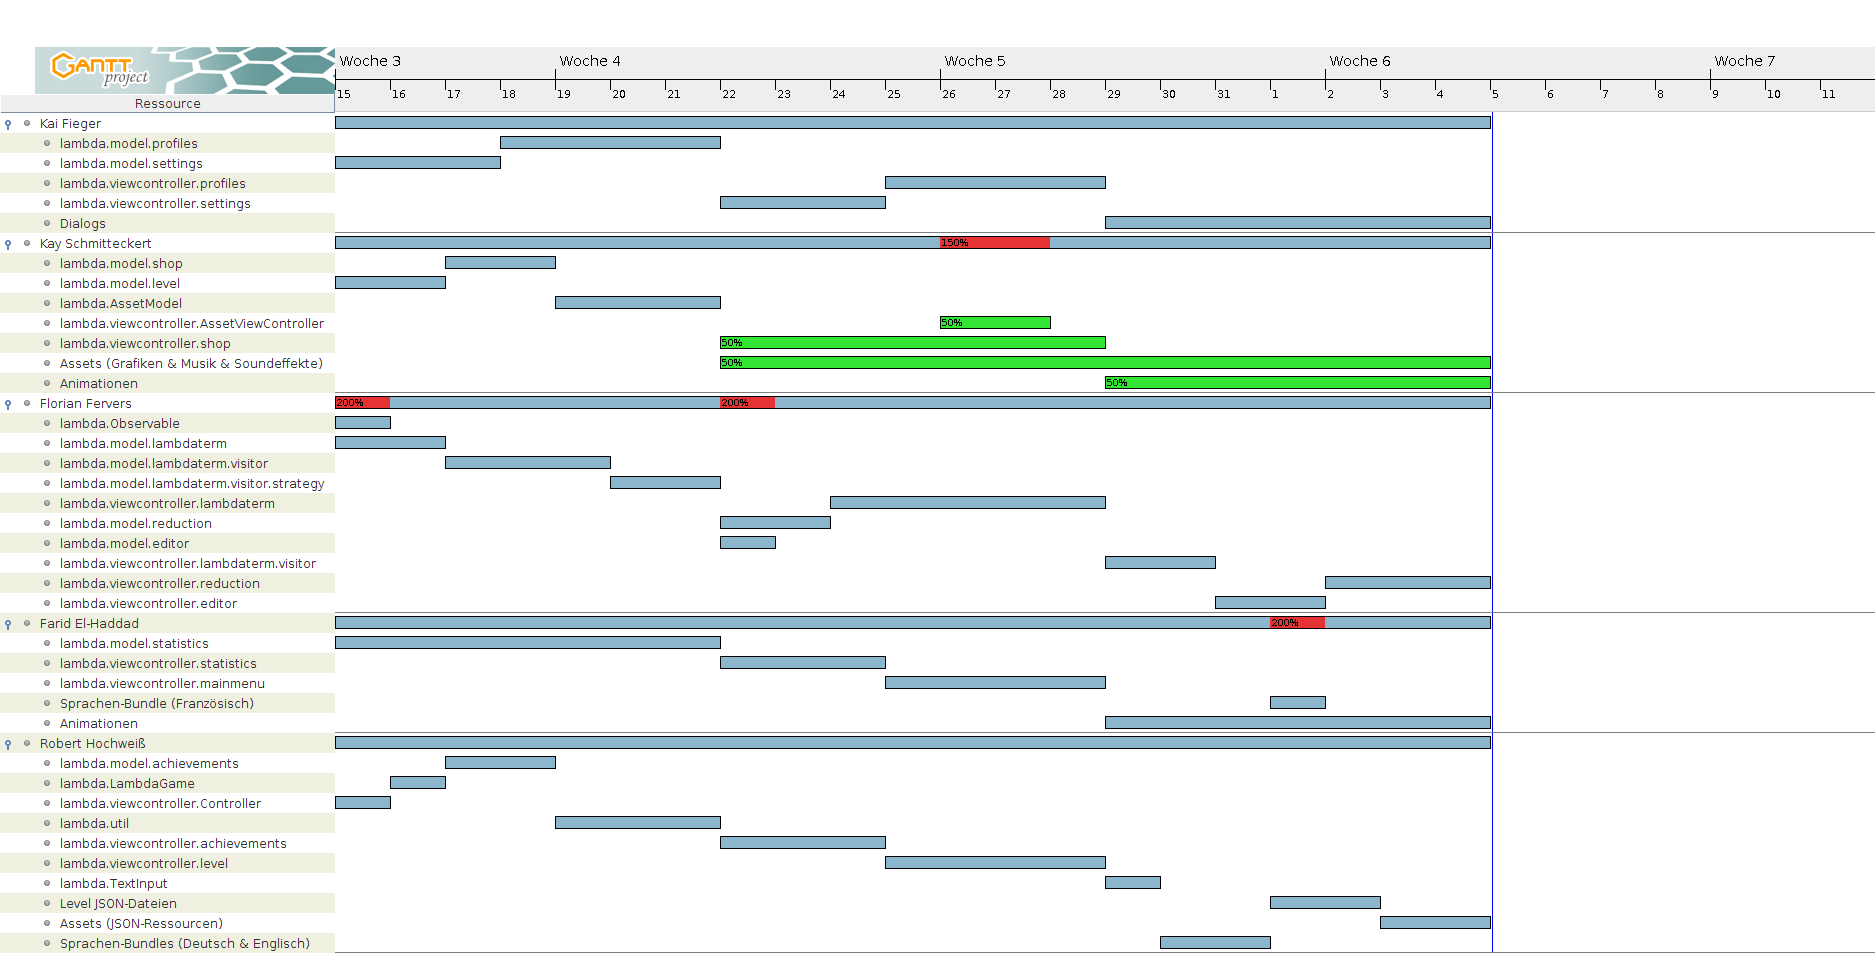 GANTT
project
Woche 3 Woche 4 Woche 5 Woche 6 Woche 7
15 16 17 18 19 20 21 22 23 24 25 26 27 28 29 30 31 1 2 3 4 5 6 7 8 9 10 11
Ressource
Kai Fieger
lambda.model.profiles
lambda.model.settings
lambda.viewcontroller.profiles
lambda.viewcontroller.settings
Dialogs
Kay Schmitteckert 150%
lambda.model.shop
lambda.model.level
lambda.AssetModel
lambda.viewcontroller.AssetViewController 50%
lambda.viewcontroller.shop 50%
Assets (Grafiken & Musik & Soundeffekte) 50%
Animationen 50%
Florian Fervers 200% 200%
lambda.Observable
lambda.model.lambdaterm
lambda.model.lambdaterm.visitor
lambda.model.lambdaterm.visitor.strategy
lambda.viewcontroller.lambdaterm
lambda.model.reduction
lambda.model.editor
lambda.viewcontroller.lambdaterm.visitor
lambda.viewcontroller.reduction
lambda.viewcontroller.editor
Farid El-Haddad 200%
lambda.model.statistics
lambda.viewcontroller.statistics
lambda.viewcontroller.mainmenu
Sprachen-Bundle (Französisch)
Animationen
Robert Hochweiß
lambda.model.achievements
lambda.LambdaGame
lambda.viewcontroller.Controller
lambda.util
lambda.viewcontroller.achievements
lambda.viewcontroller.level
lambda.TextInput
Level JSON-Dateien
Assets (JSON-Ressourcen)
Sprachen-Bundles (Deutsch & Englisch)